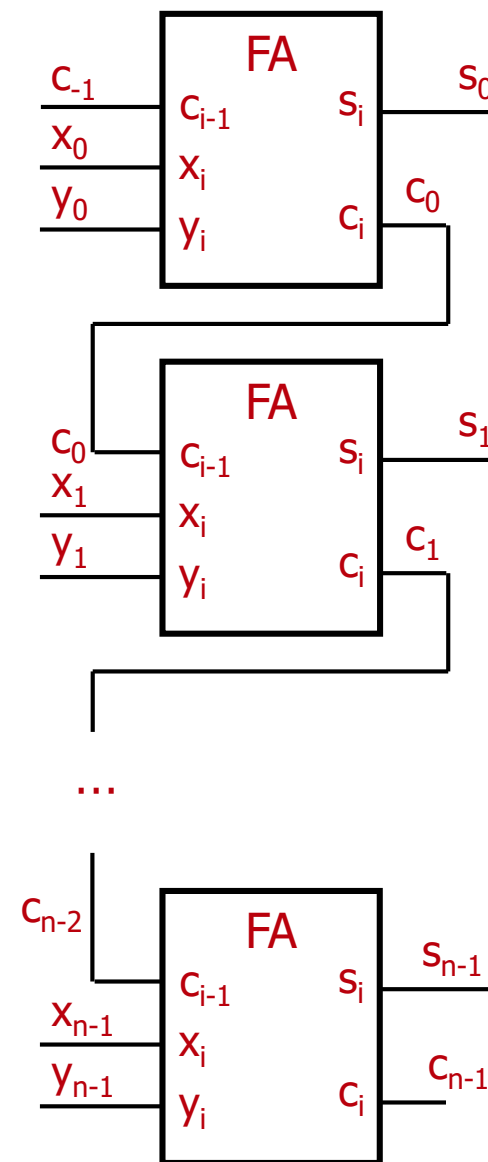 FA
c₋₁ cᵢ₋₁ sᵢ s₀
x₀ xᵢ
y₀ yᵢ cᵢ c₀
FA
c₀ cᵢ₋₁ sᵢ s₁
x₁ xᵢ
y₁ yᵢ cᵢ c₁
...
FA
cₙ₋₂ cᵢ₋₁ sᵢ sₙ₋₁
xₙ₋₁ xᵢ
yₙ₋₁ yᵢ cᵢ cₙ₋₁